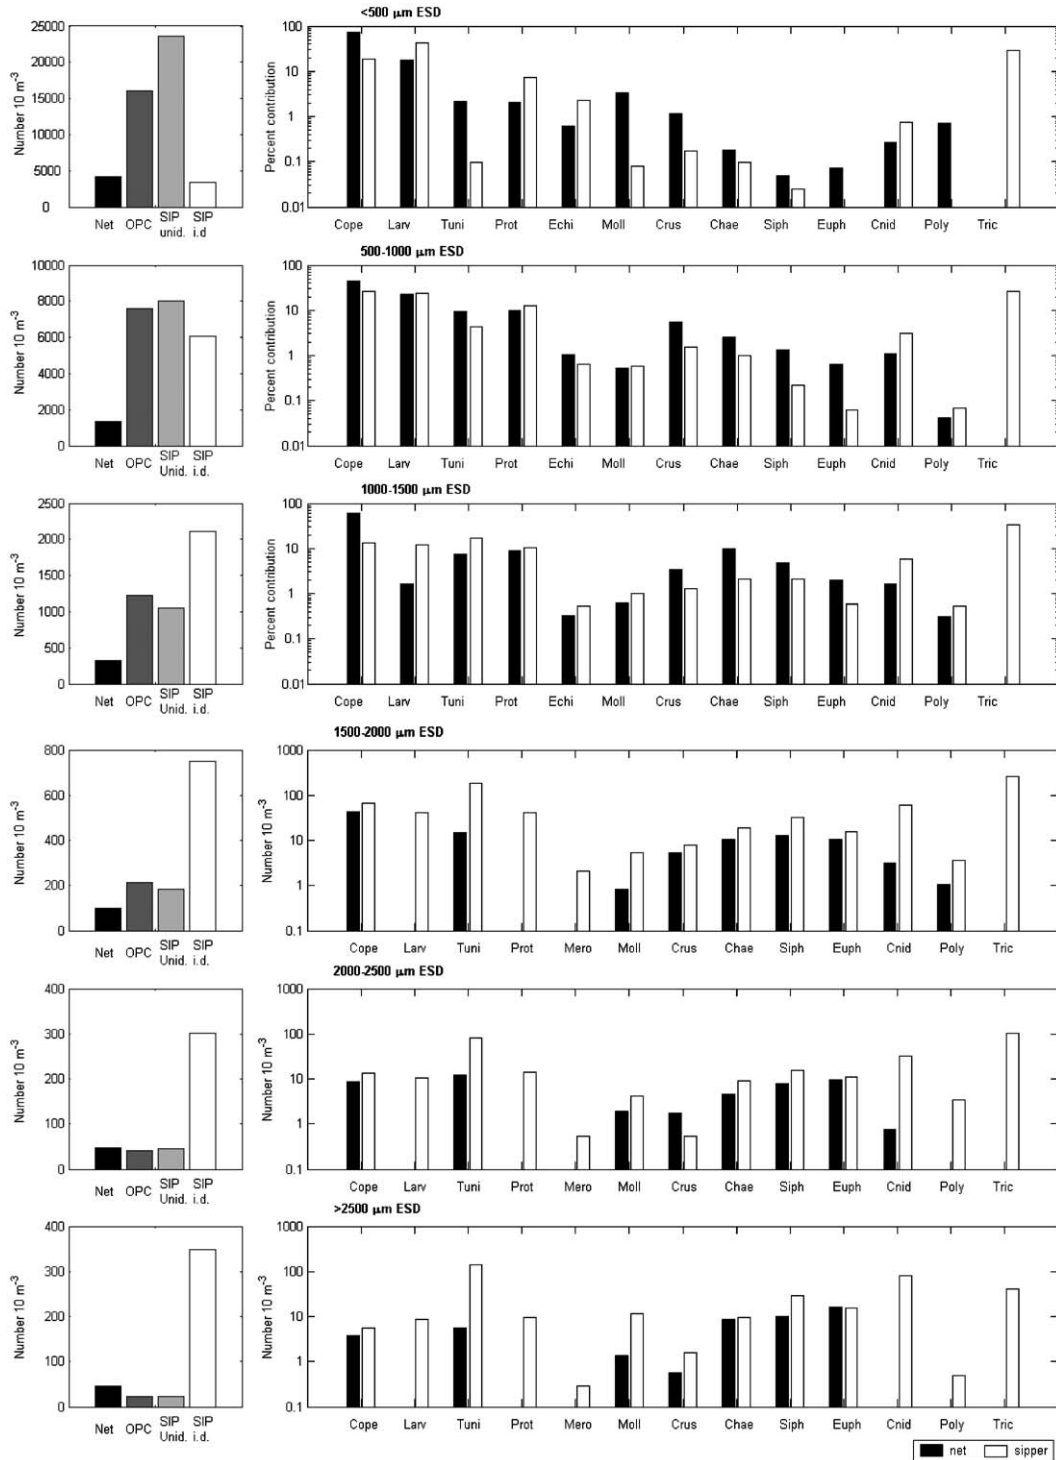 <500 μm ESD
25000
20000
15000
10000
5000
0
Number 10 m⁻³
Net OPC SIP unid. SIP i.d
100
10
1
0.1
0.01
Percent contribution
Cope Larv Tuni Prot Echi Moll Crus Chae Siph Euph Cnid Poly Tric
500-1000 μm ESD
10000
8000
6000
4000
2000
0
Number 10 m⁻³
Net OPC SIP Unid. SIP i.d.
100
10
1
0.1
0.01
Percent contribution
Cope Larv Tuni Prot Echi Moll Crus Chae Siph Euph Cnid Poly Tric
1000-1500 μm ESD
2500
2000
1500
1000
500
0
Number 10 m⁻³
Net OPC SIP Unid. SIP i.d.
100
10
1
0.1
0.01
Percent contribution
Cope Larv Tuni Prot Echi Moll Crus Chae Siph Euph Cnid Poly Tric
1500-2000 μm ESD
800
600
400
200
0
Number 10 m⁻³
Net OPC SIP Unid. SIP i.d.
1000
100
10
1
0.1
Number 10 m⁻³
Cope Larv Tuni Prot Mero Moll Crus Chae Siph Euph Cnid Poly Tric
2000-2500 μm ESD
400
300
200
100
0
Number 10 m⁻³
Net OPC SIP Unid. SIP i.d.
1000
100
10
1
0.1
Number 10 m⁻³
Cope Larv Tuni Prot Mero Moll Crus Chae Siph Euph Cnid Poly Tric
>2500 μm ESD
400
300
200
100
0
Number 10 m⁻³
Net OPC SIP Unid. SIP i.d.
1000
100
10
1
0.1
Number 10 m⁻³
Cope Larv Tuni Prot Mero Moll Crus Chae Siph Euph Cnid Poly Tric
net sipper